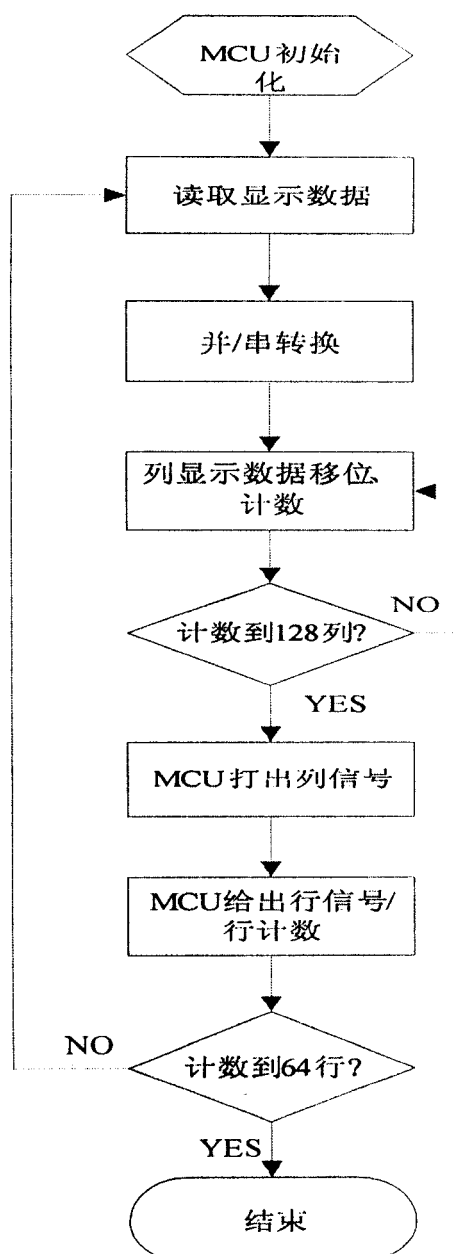 MCU初始
化
读取显示数据
并/串转换
列显示数据移位、
计数
计数到128列?
NO
YES
MCU打出列信号
MCU给出行信号/
行计数
计数到64行?
NO
YES
结束